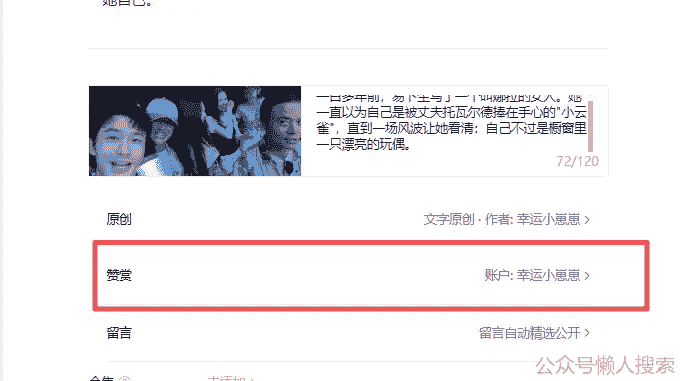 她自己。
一百多年前，易卜生写了一个叫娜拉的女人。她
一直以为自己是被丈夫托瓦尔德捧在手心的"小云
雀"，直到一场风波让她看清：自己不过是橱窗里
一只漂亮的玩偶。
72/120
原创 文字原创 · 作者: 幸运小崽崽 >
赞赏 账户: 幸运小崽崽 >
留言 留言自动精选公开 >
合集 未添加 >
公众号懒人搜索